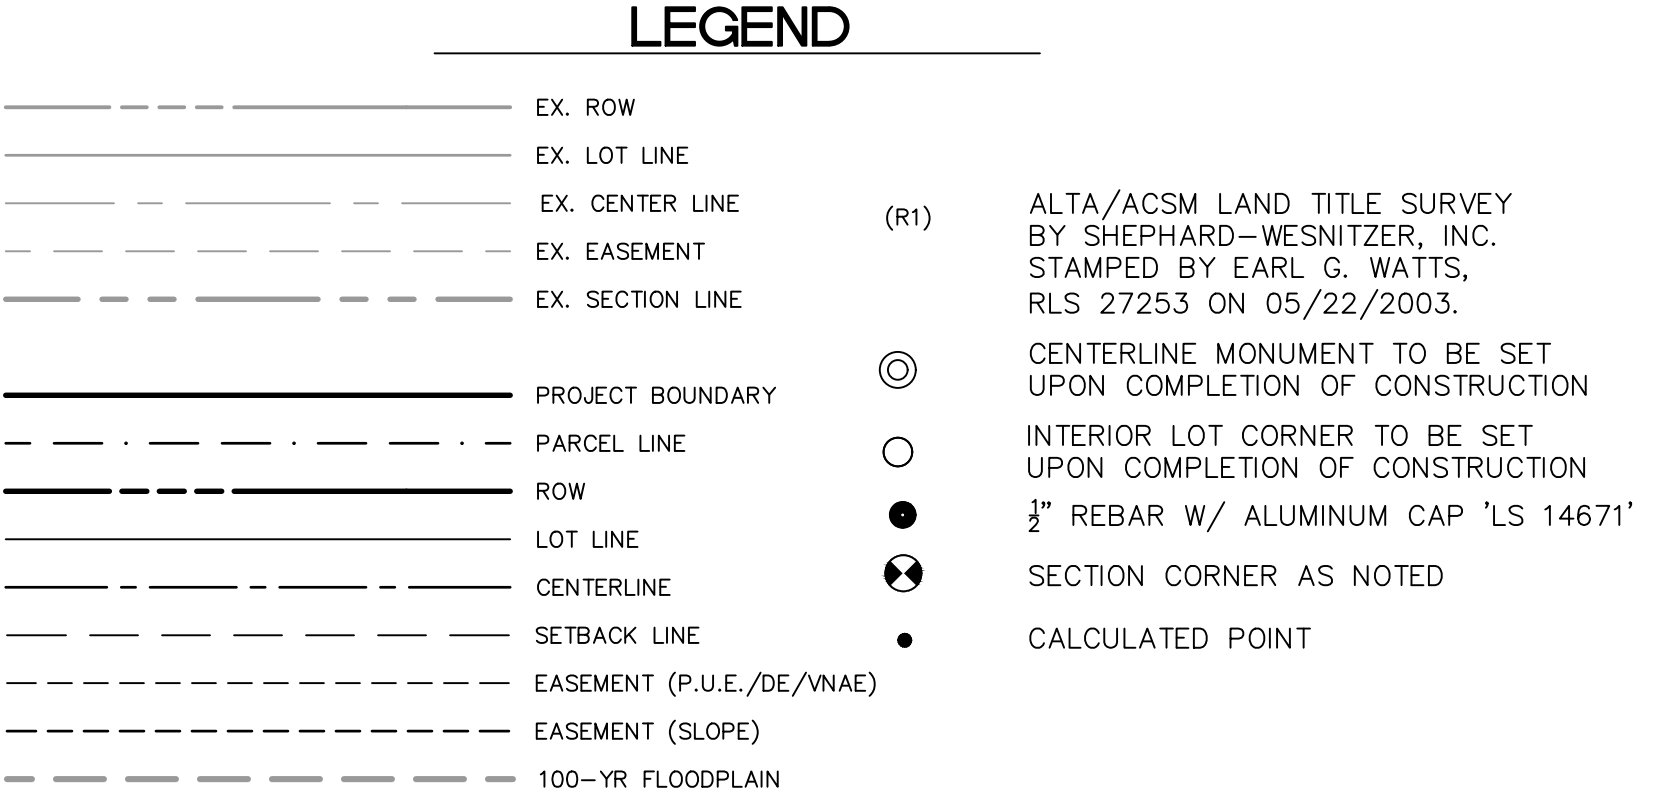 LEGEND
EX. ROW
EX. LOT LINE
EX. CENTER LINE
EX. EASEMENT
EX. SECTION LINE
PROJECT BOUNDARY
PARCEL LINE
ROW
LOT LINE
CENTERLINE
SETBACK LINE
EASEMENT (P.U.E./DE/VNAE)
EASEMENT (SLOPE)
100-YR FLOODPLAIN
(R1)
ALTA/ACSM LAND TITLE SURVEY
BY SHEPHARD-WESNITZER, INC.
STAMPED BY EARL G. WATTS,
RLS 27253 ON 05/22/2003.
CENTERLINE MONUMENT TO BE SET
UPON COMPLETION OF CONSTRUCTION
INTERIOR LOT CORNER TO BE SET
UPON COMPLETION OF CONSTRUCTION
½" REBAR W/ ALUMINUM CAP 'LS 14671'
SECTION CORNER AS NOTED
CALCULATED POINT